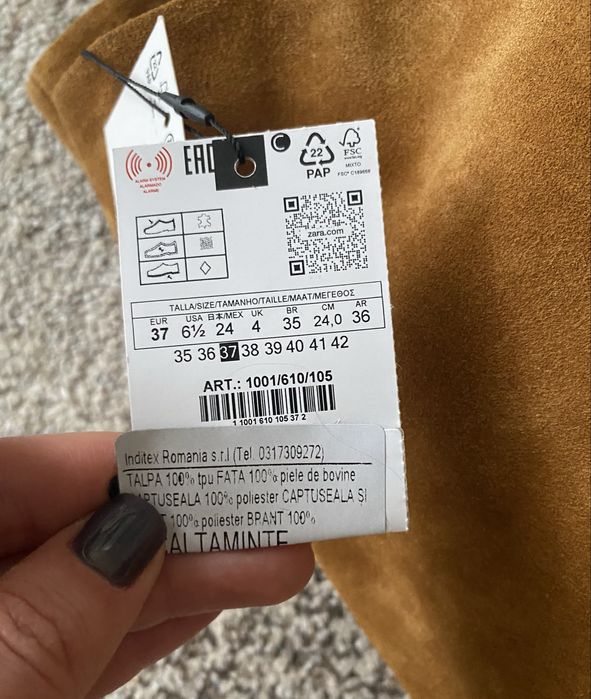 EAC
C
22
PAP
FSC
MIXTO
FSC® C189668
ALARM SYSTEM
ALARMADO
ALARME
zara.com
TALLA/SIZE/TAMANHO/TAILLE/MAAT/ΜΕΓΕΘΟΣ
EUR USA 日本/MEX UK BR CM AR
37 6½ 24 4 35 24,0 36
35 36 37 38 39 40 41 42
ART.: 1001/610/105
1 1001 610 105 37 2
Inditex Romania s.r.l (Tel. 0317309272)
TALPA 100% tpu FATA 100% piele de bovine
CAPTUSEALA 100% poliester CAPTUSEALA ȘI
100% poliester BRANT 100%
ALTAMINTE